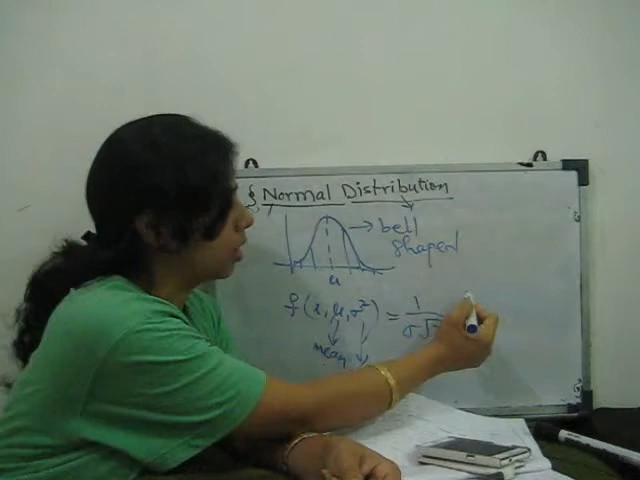 § Normal Distribution
→ bell
shaped
μ
f(x, μ, σ²) = 1/σ√
mean